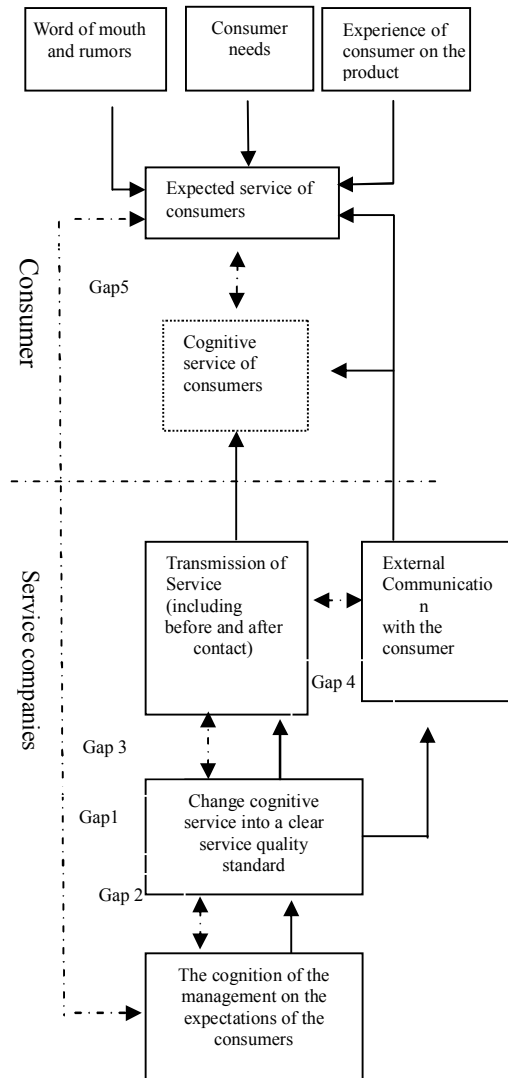 Word of mouth
and rumors
Consumer
needs
Experience of
consumer on the
product
Expected service of
consumers
Consumer
Gap5
Cognitive
service of
consumers
Service companies
Transmission of
Service
(including
before and after
contact)
External
Communicatio
n
with the
consumer
Gap 4
Gap 3
Gap1
Change cognitive
service into a clear
service quality
standard
Gap 2
The cognition of the
management on the
expectations of the
consumers